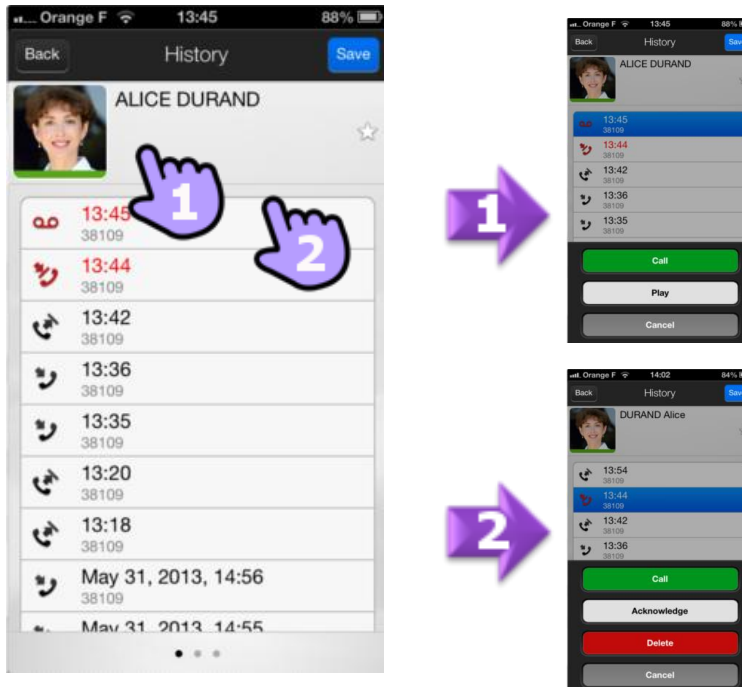 Orange F 13:45 88%
Back History Save
ALICE DURAND
1
2
13:45
38109
13:44
38109
13:42
38109
13:36
38109
13:35
38109
13:20
38109
13:18
38109
May 31, 2013, 14:56
38109
May 31, 2013, 14:55
1
Orange F 13:45 88%
Back History Save
ALICE DURAND
13:45
38109
13:44
38109
13:42
38109
13:36
38109
13:35
38109
Call
Play
Cancel
2
Orange F 14:02 84%
Back History Save
DURAND Alice
13:54
38109
13:44
38109
13:42
38109
13:36
38109
Call
Acknowledge
Delete
Cancel